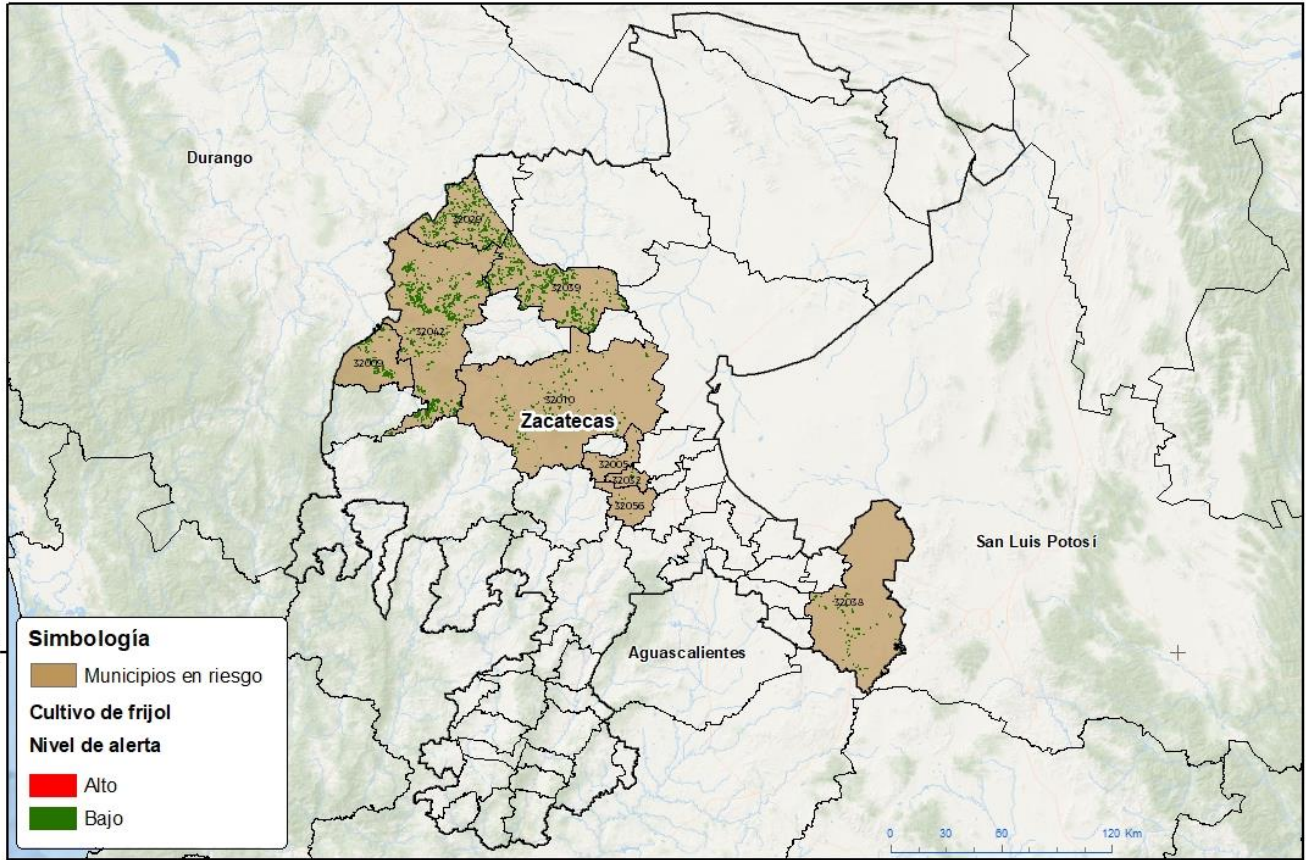 Durango
32029
32039
32042
32009
32010
Zacatecas
32005
32032
32056
San Luis Potosí
32038
Aguascalientes
Simbología
Municipios en riesgo
Cultivo de frijol
Nivel de alerta
Alto
Bajo
0 30 60 120 Km